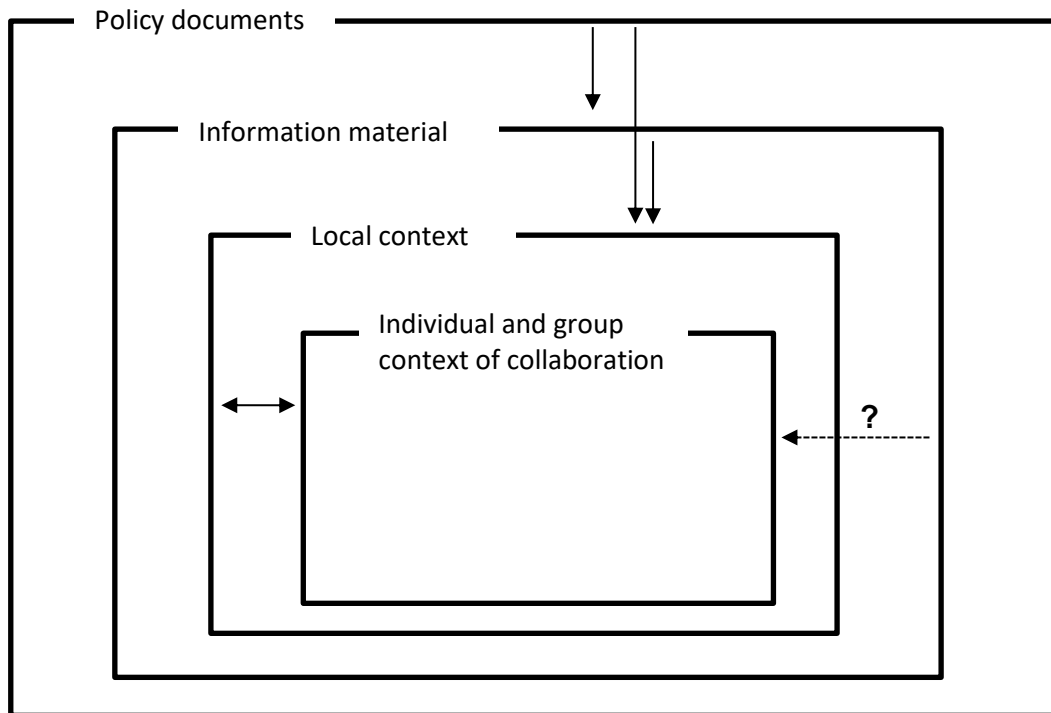 Policy documents
Information material
Local context
Individual and group
context of collaboration
?